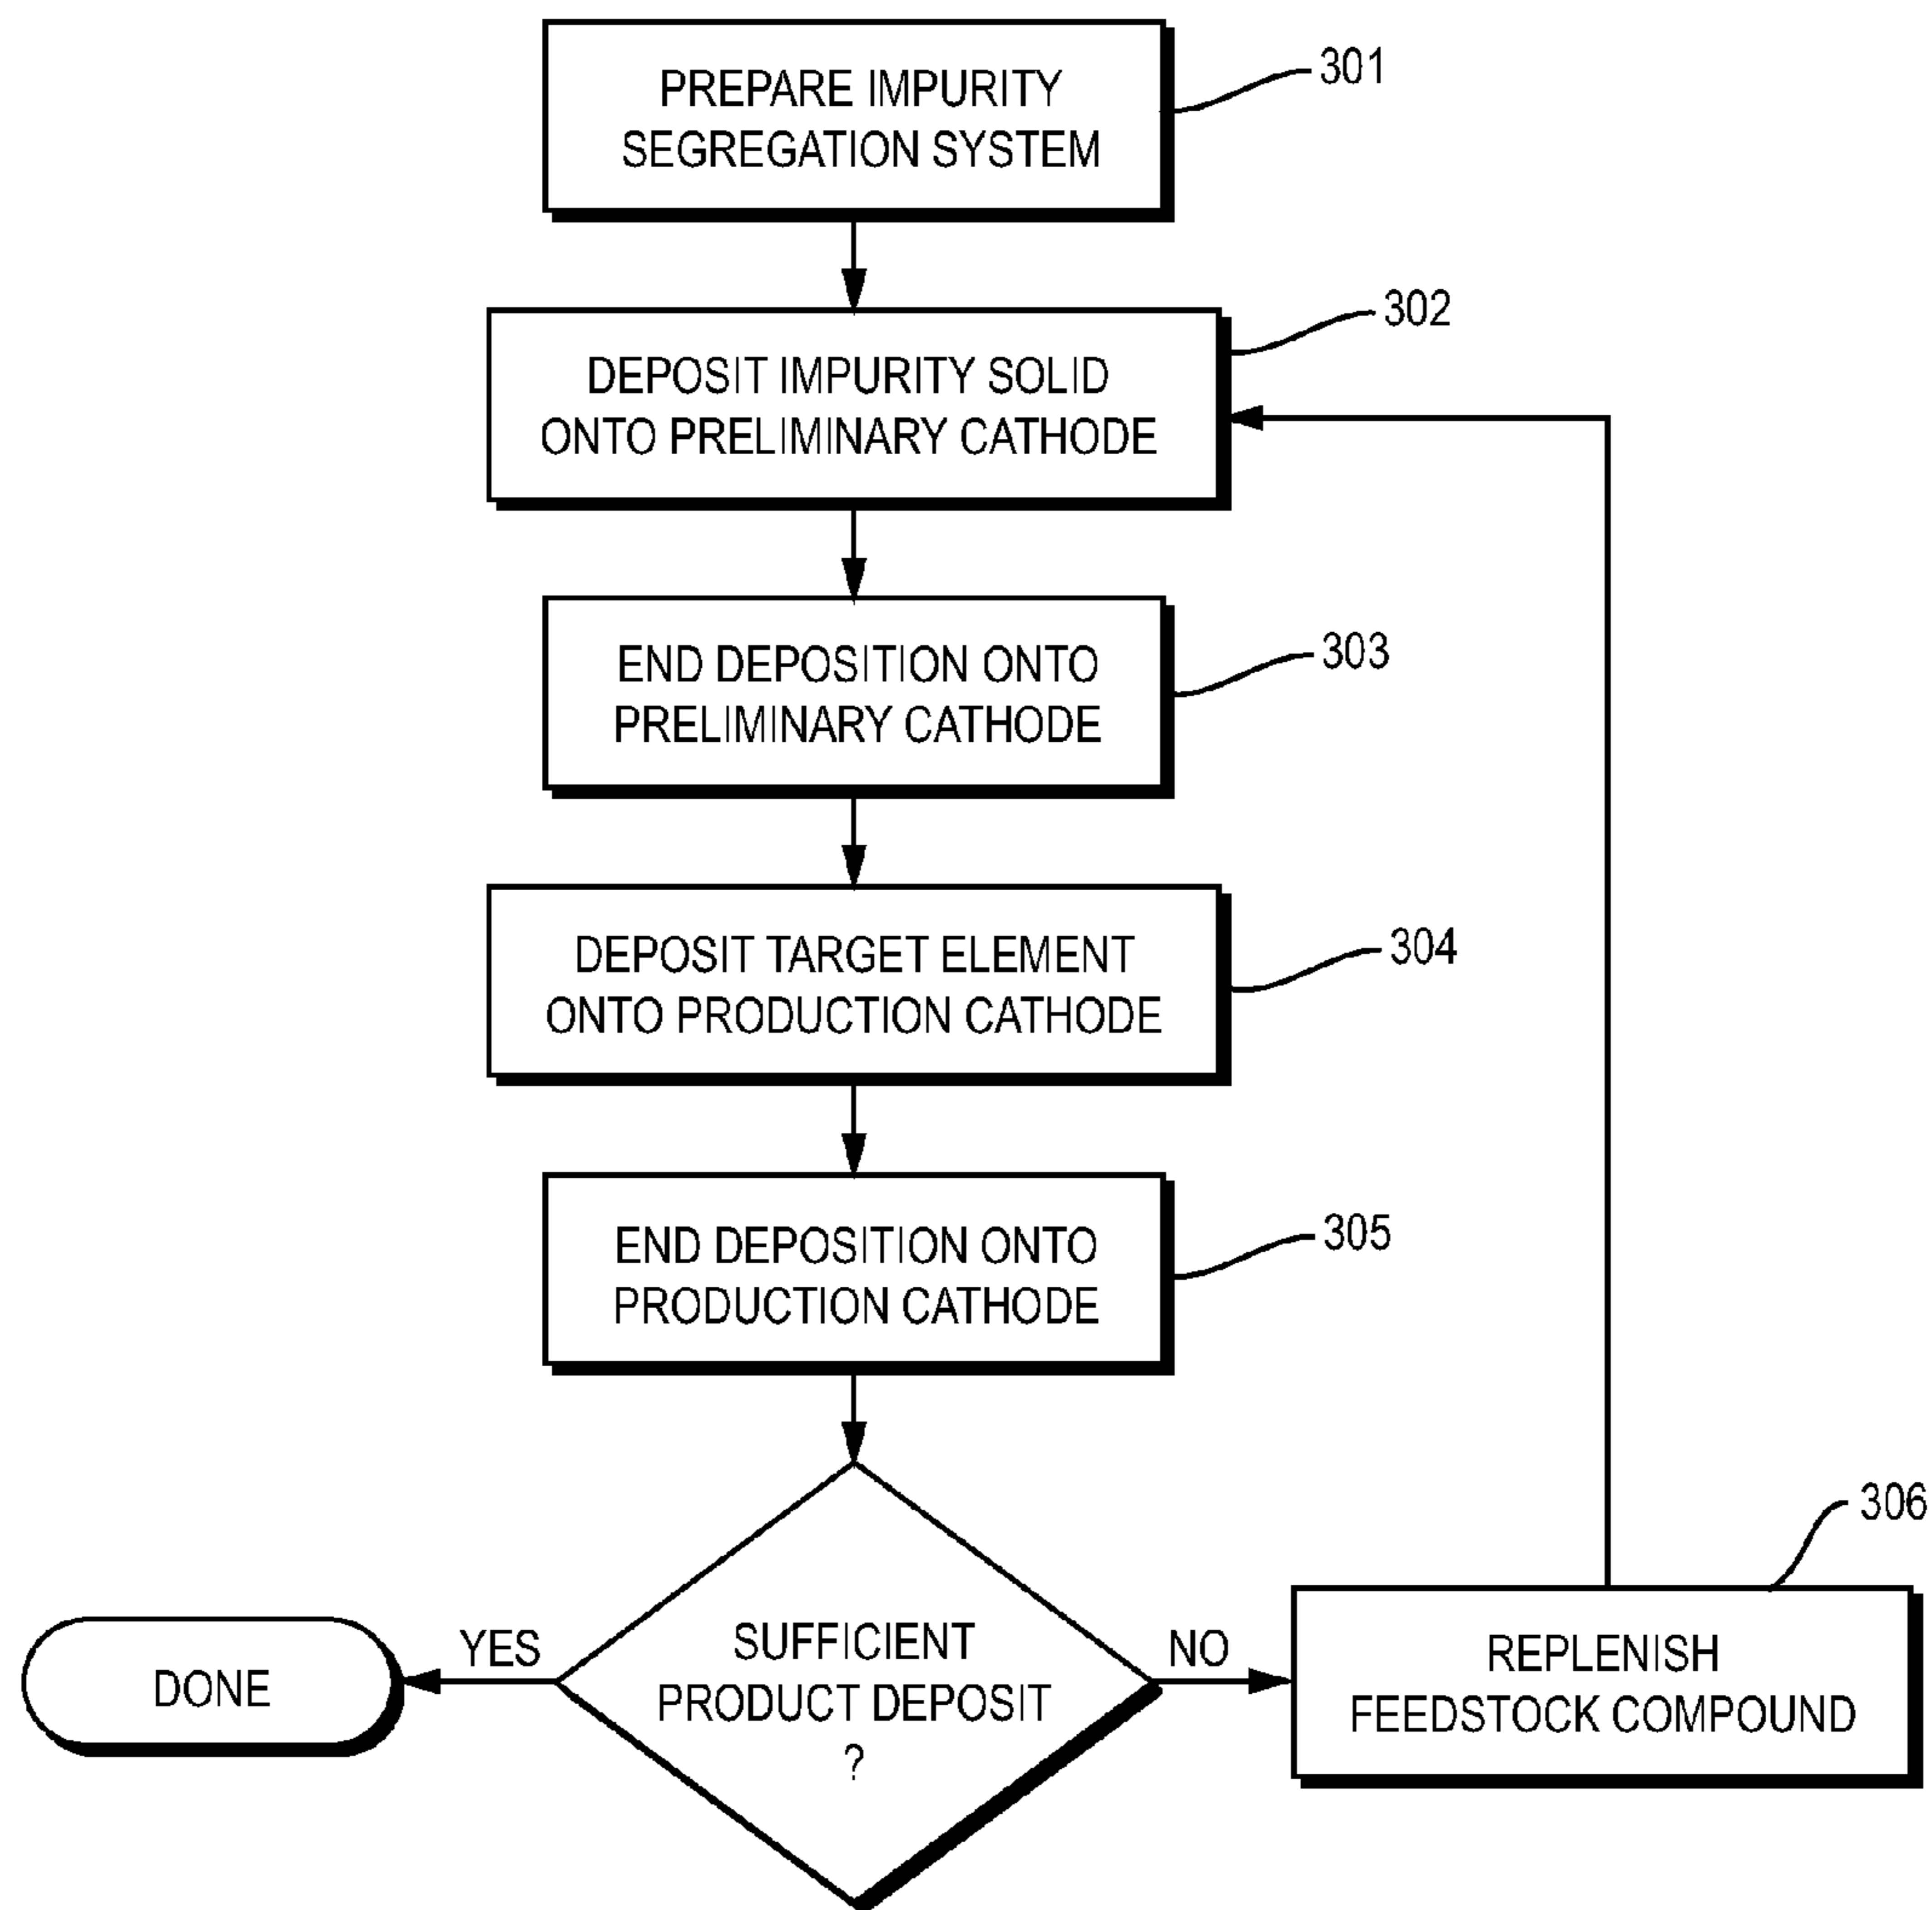 PREPARE IMPURITY
SEGREGATION SYSTEM
301
DEPOSIT IMPURITY SOLID
ONTO PRELIMINARY CATHODE
302
END DEPOSITION ONTO
PRELIMINARY CATHODE
303
DEPOSIT TARGET ELEMENT
ONTO PRODUCTION CATHODE
304
END DEPOSITION ONTO
PRODUCTION CATHODE
305
SUFFICIENT
PRODUCT DEPOSIT
?
YES
DONE
NO
REPLENISH
FEEDSTOCK COMPOUND
306